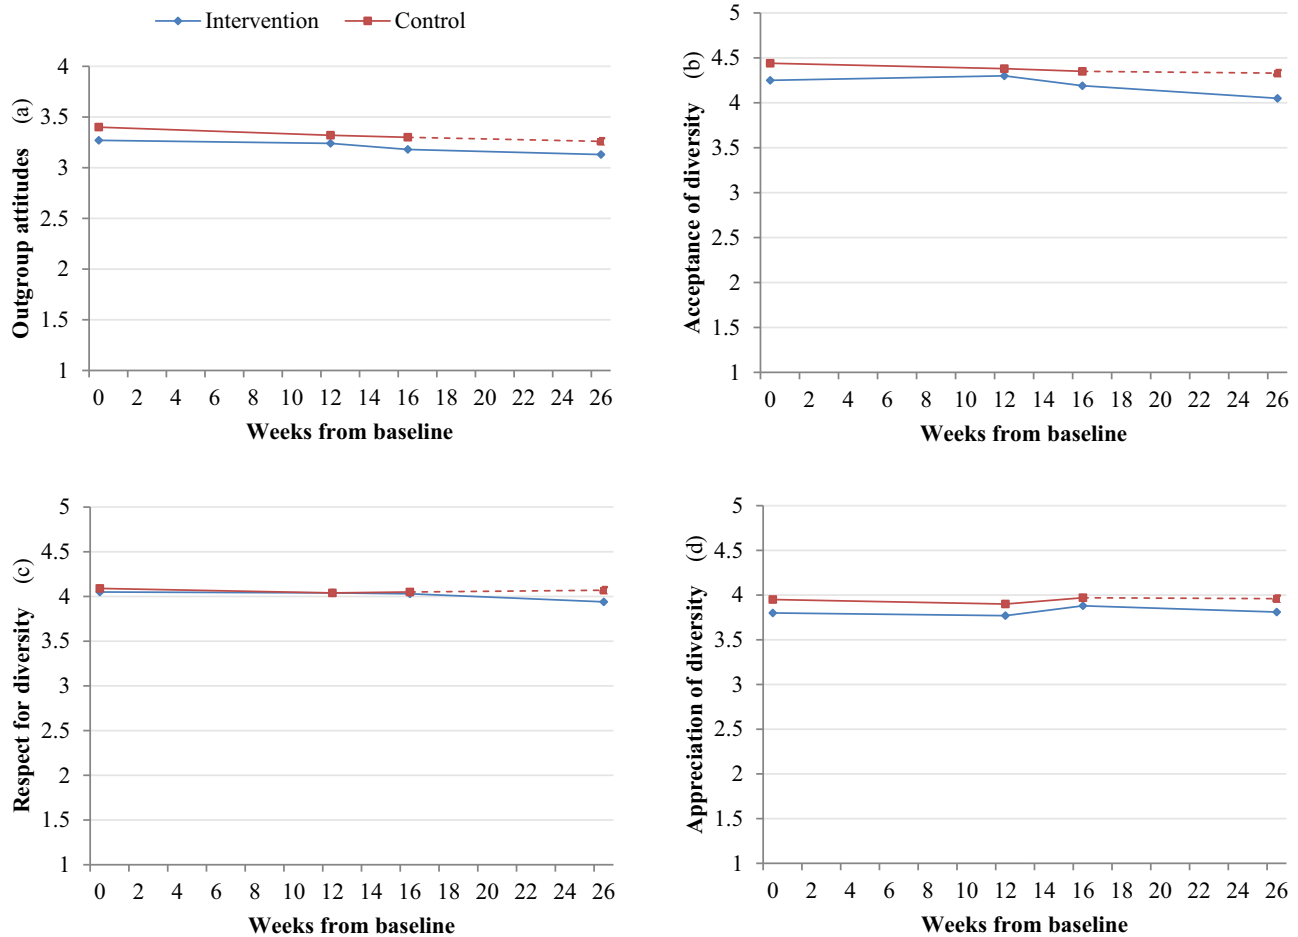 Intervention Control
(a)
Outgroup attitudes
4
3.5
3
2.5
2
1.5
1
0 2 4 6 8 10 12 14 16 18 20 22 24 26
Weeks from baseline
(b)
Acceptance of diversity
5
4.5
4
3.5
3
2.5
2
1.5
1
0 2 4 6 8 10 12 14 16 18 20 22 24 26
Weeks from baseline
(c)
Respect for diversity
5
4.5
4
3.5
3
2.5
2
1.5
1
0 2 4 6 8 10 12 14 16 18 20 22 24 26
Weeks from baseline
(d)
Appreciation of diversity
5
4.5
4
3.5
3
2.5
2
1.5
1
0 2 4 6 8 10 12 14 16 18 20 22 24 26
Weeks from baseline